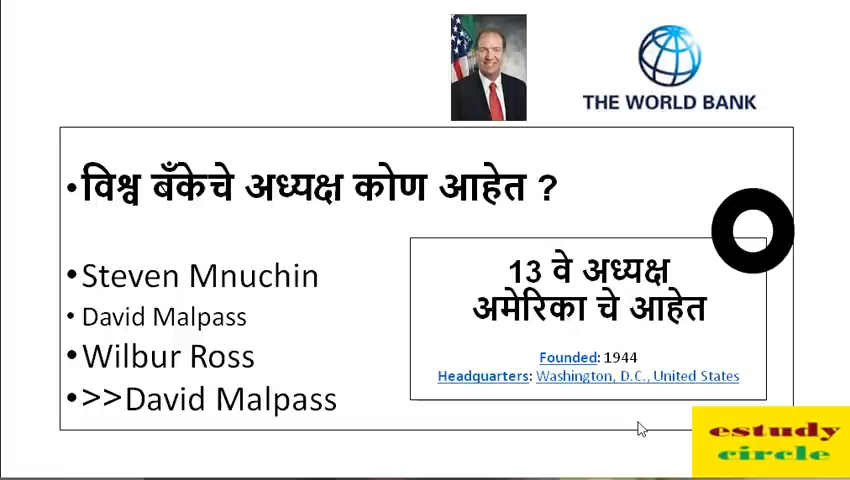 THE WORLD BANK
•विश्व बँकेचे अध्यक्ष कोण आहेत ?
•Steven Mnuchin
•David Malpass
•Wilbur Ross
•>>David Malpass
13 वे अध्यक्ष
अमेरिका चे आहेत
Founded: 1944
Headquarters: Washington, D.C., United States
estudy
circle